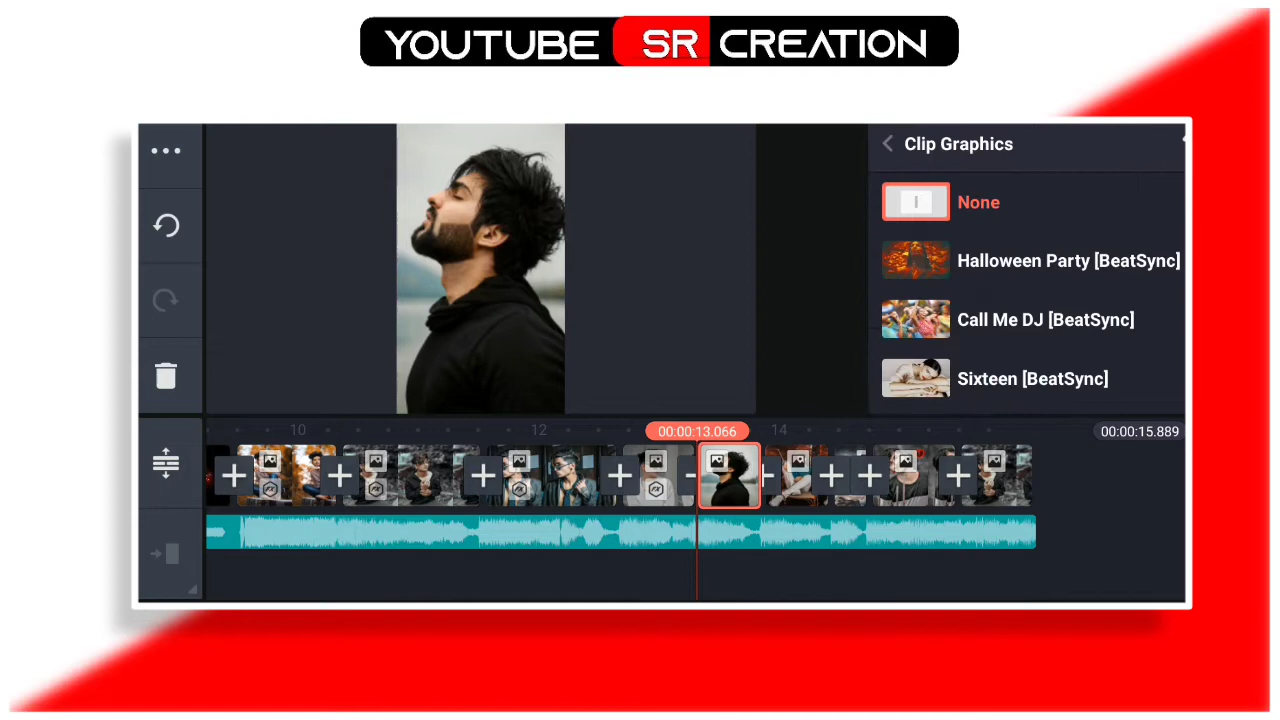 YOUTUBE SR CREATION
Clip Graphics
None
Halloween Party [BeatSync]
Call Me DJ [BeatSync]
Sixteen [BeatSync]
10 12 00:00:13.066 14 00:00:15.889